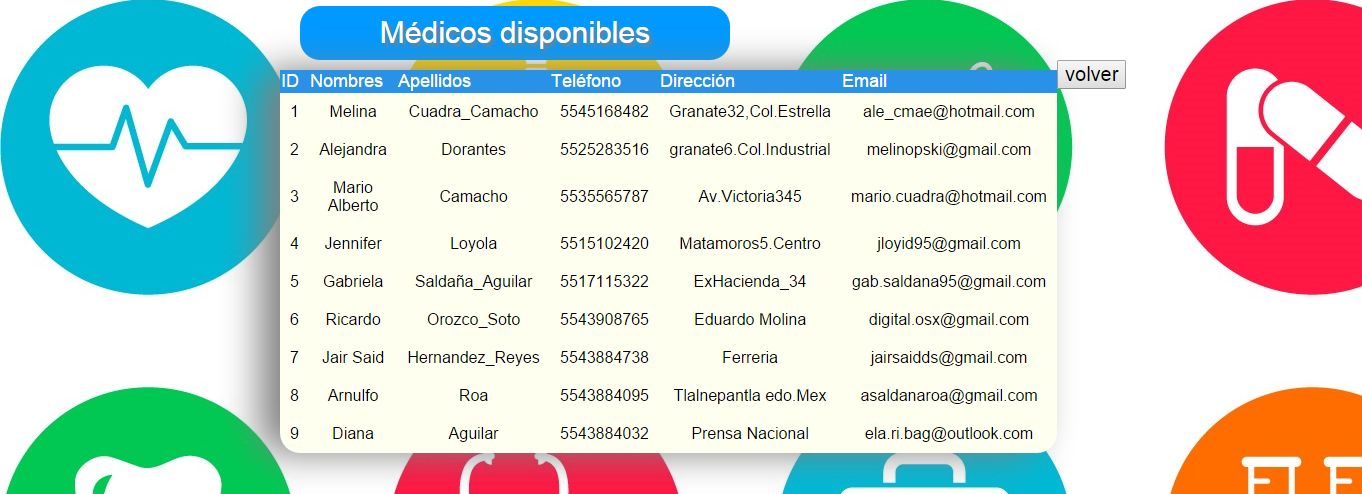 Médicos disponibles
ID Nombres Apellidos Teléfono Dirección Email
volver
1 Melina Cuadra_Camacho 5545168482 Granate32,Col.Estrella ale_cmae@hotmail.com
2 Alejandra Dorantes 5525283516 granate6.Col.Industrial melinopski@gmail.com
3 Mario Alberto Camacho 5535565787 Av.Victoria345 mario.cuadra@hotmail.com
4 Jennifer Loyola 5515102420 Matamoros5.Centro jloyid95@gmail.com
5 Gabriela Saldaña_Aguilar 5517115322 ExHacienda_34 gab.saldana95@gmail.com
6 Ricardo Orozco_Soto 5543908765 Eduardo Molina digital.osx@gmail.com
7 Jair Said Hernandez_Reyes 5543884738 Ferreria jairsaidds@gmail.com
8 Arnulfo Roa 5543884095 Tlalnepantla edo.Mex asaldanaroa@gmail.com
9 Diana Aguilar 5543884032 Prensa Nacional ela.ri.bag@outlook.com